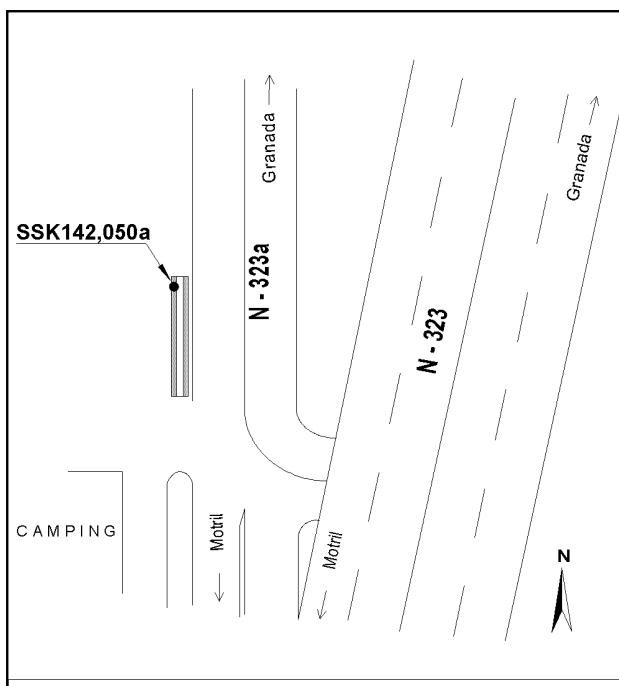 Granada
Granada
SSK142,050a
N - 323a
N - 323
CAMPING
Motril
Motril
N